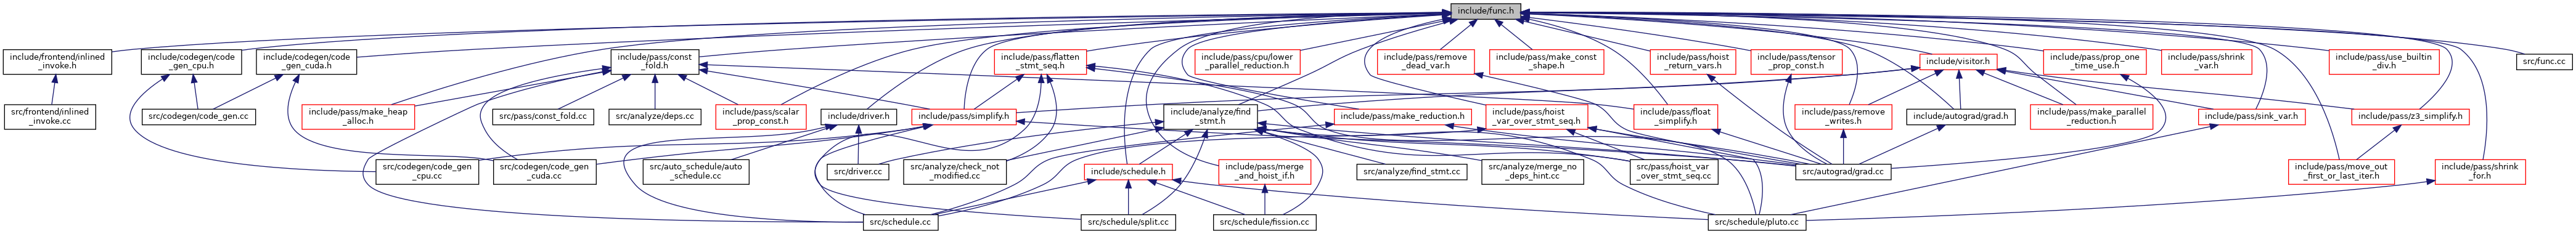 include/func.h
include/frontend/inlined
_invoke.h
include/codegen/code
_gen_cpu.h
include/codegen/code
_gen_cuda.h
include/pass/const
_fold.h
include/pass/flatten
_stmt_seq.h
include/pass/cpu/lower
_parallel_reduction.h
include/pass/remove
_dead_var.h
include/pass/make_const
_shape.h
include/pass/hoist
_return_vars.h
include/pass/tensor
_prop_const.h
include/visitor.h
include/pass/prop_one
_time_use.h
include/pass/shrink
_var.h
include/pass/use_builtin
_div.h
src/func.cc
src/frontend/inlined
_invoke.cc
src/codegen/code_gen.cc
include/pass/make_heap
_alloc.h
src/pass/const_fold.cc
src/analyze/deps.cc
include/pass/scalar
_prop_const.h
include/driver.h
include/pass/simplify.h
include/analyze/find
_stmt.h
include/pass/make_reduction.h
include/pass/hoist
_var_over_stmt_seq.h
include/pass/float
_simplify.h
include/pass/remove
_writes.h
include/autograd/grad.h
include/pass/make_parallel
_reduction.h
include/pass/sink_var.h
include/pass/z3_simplify.h
src/codegen/code_gen
_cpu.cc
src/codegen/code_gen
_cuda.cc
src/auto_schedule/auto
_schedule.cc
src/driver.cc
src/analyze/check_not
_modified.cc
include/schedule.h
include/pass/merge
_and_hoist_if.h
src/analyze/find_stmt.cc
src/analyze/merge_no
_deps_hint.cc
src/pass/hoist_var
_over_stmt_seq.cc
src/autograd/grad.cc
include/pass/move_out
_first_or_last_iter.h
include/pass/shrink
_for.h
src/schedule.cc
src/schedule/split.cc
src/schedule/fission.cc
src/schedule/pluto.cc